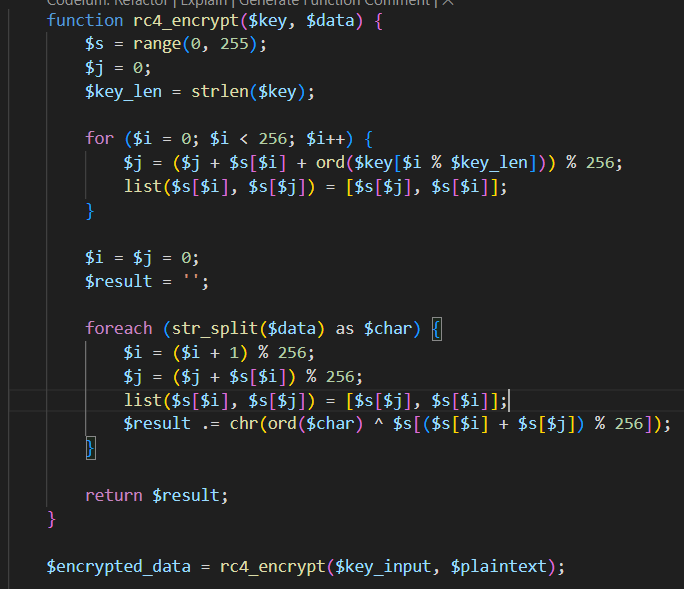 Codeium: Refactor | Explain | Generate Function Comment | X
function rc4_encrypt($key, $data) {
$s = range(0, 255);
$j = 0;
$key_len = strlen($key);
for ($i = 0; $i < 256; $i++) {
$j = ($j + $s[$i] + ord($key[$i % $key_len])) % 256;
list($s[$i], $s[$j]) = [$s[$j], $s[$i]];
}
$i = $j = 0;
$result = '';
foreach (str_split($data) as $char) {
$i = ($i + 1) % 256;
$j = ($j + $s[$i]) % 256;
list($s[$i], $s[$j]) = [$s[$j], $s[$i]];
$result .= chr(ord($char) ^ $s[($s[$i] + $s[$j]) % 256]);
}
return $result;
}
$encrypted_data = rc4_encrypt($key_input, $plaintext);